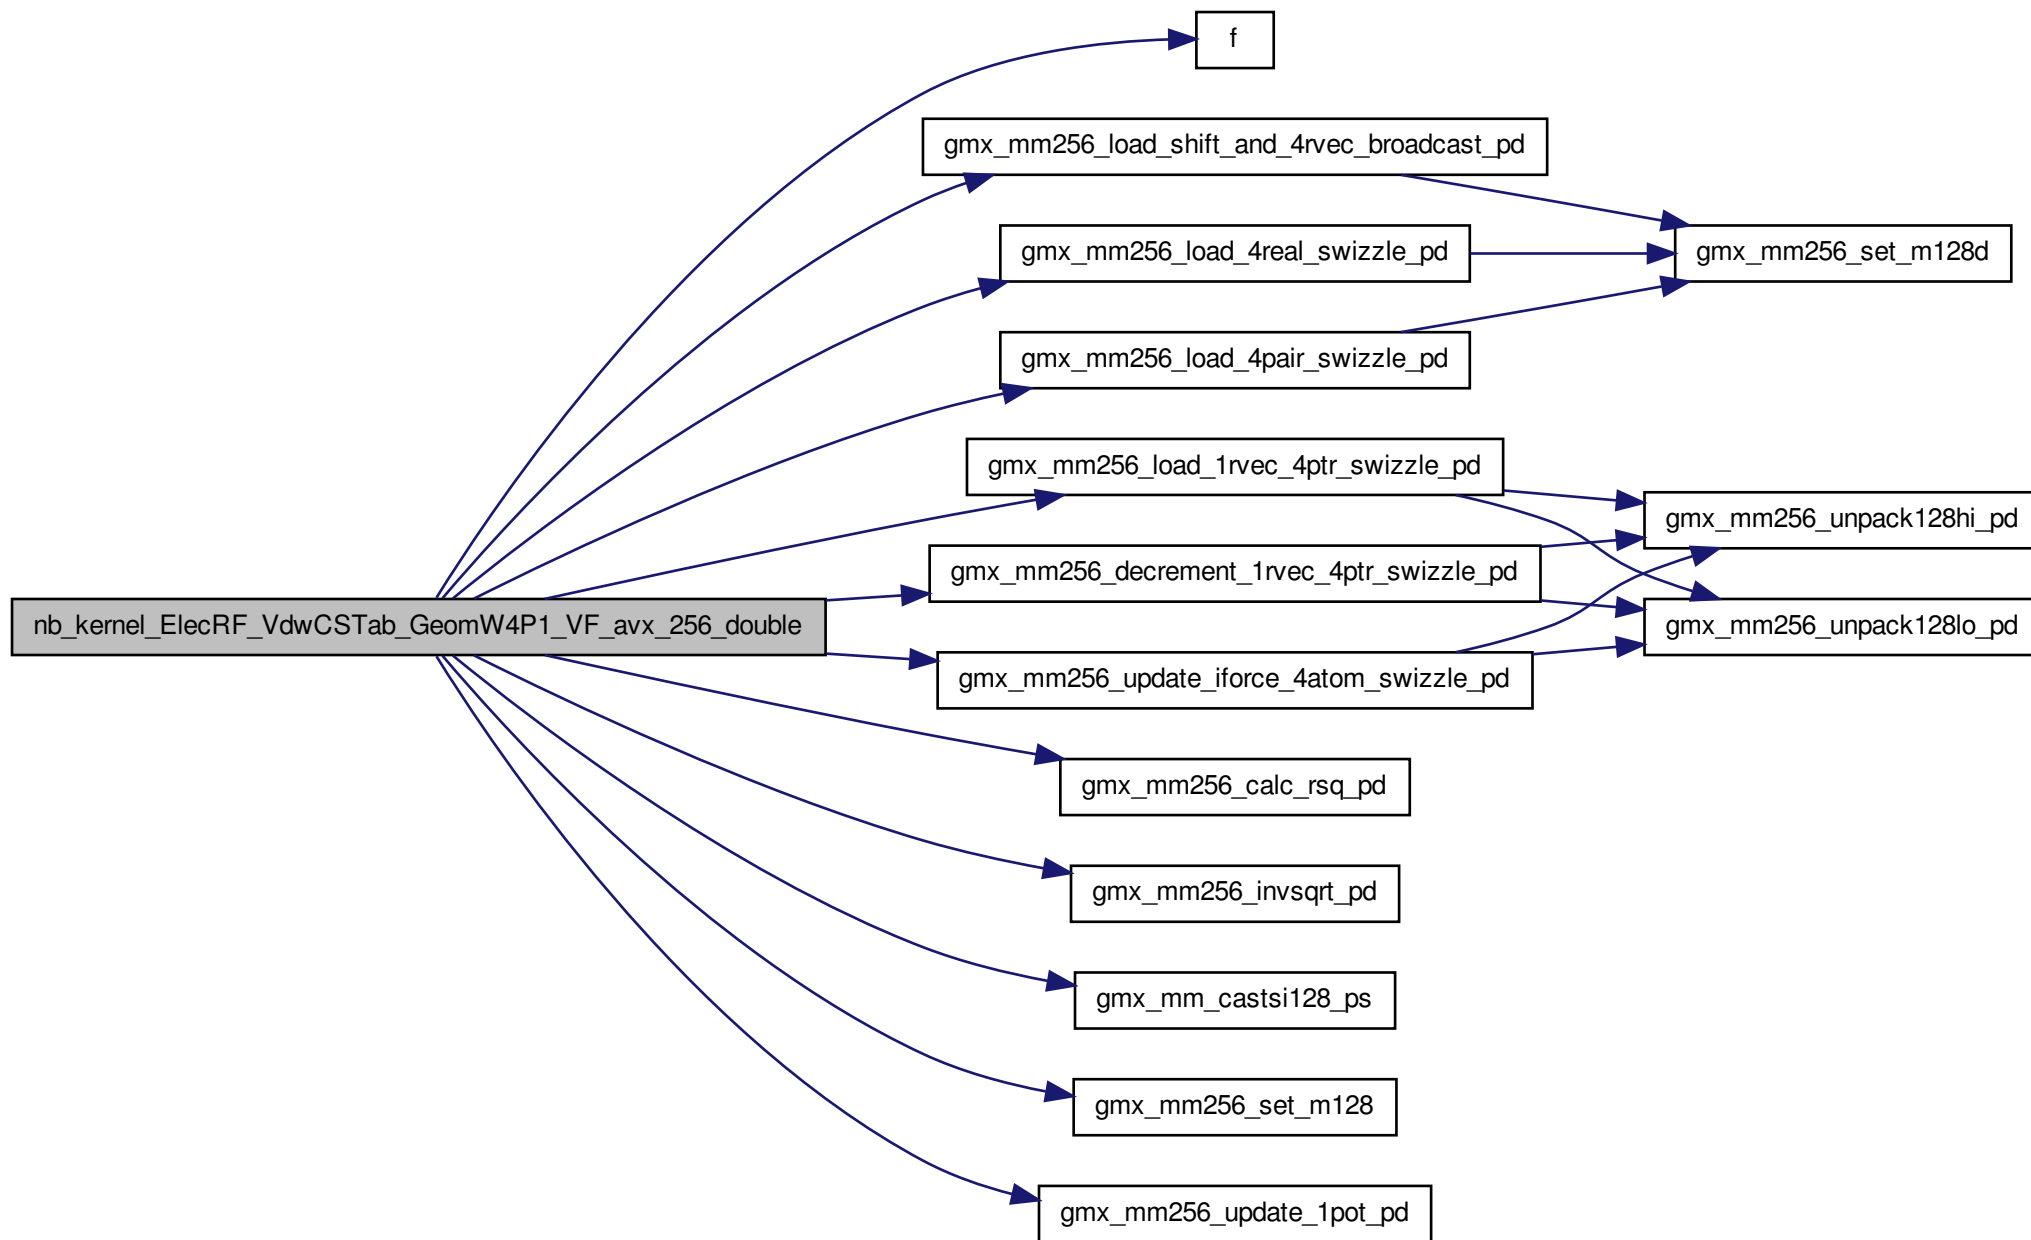 f
gmx_mm256_load_shift_and_4rvec_broadcast_pd
gmx_mm256_load_4real_swizzle_pd
gmx_mm256_set_m128d
gmx_mm256_load_4pair_swizzle_pd
gmx_mm256_load_1rvec_4ptr_swizzle_pd
gmx_mm256_unpack128hi_pd
gmx_mm256_decrement_1rvec_4ptr_swizzle_pd
nb_kernel_ElecRF_VdwCSTab_GeomW4P1_VF_avx_256_double
gmx_mm256_unpack128lo_pd
gmx_mm256_update_iforce_4atom_swizzle_pd
gmx_mm256_calc_rsq_pd
gmx_mm256_invsqrt_pd
gmx_mm_castsi128_ps
gmx_mm256_set_m128
gmx_mm256_update_1pot_pd